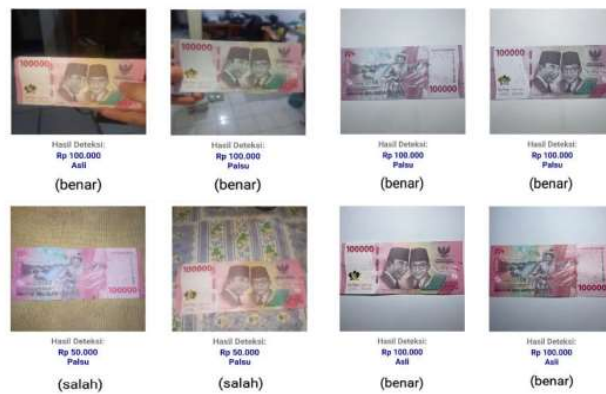 100000
100000
100000
100000
Hasil Deteksi:
Rp 100.000
Asli
(benar)
Hasil Deteksi:
Rp 100.000
Palsu
(benar)
Hasil Deteksi:
Rp 100.000
Palsu
(benar)
Hasil Deteksi:
Rp 100.000
Palsu
(benar)
100000
100000
100000
100000
Hasil Deteksi:
Rp 50.000
Palsu
(salah)
Hasil Deteksi:
Rp 50.000
Palsu
(salah)
Hasil Deteksi:
Rp 100.000
Asli
(benar)
Hasil Deteksi:
Rp 100.000
Asli
(benar)